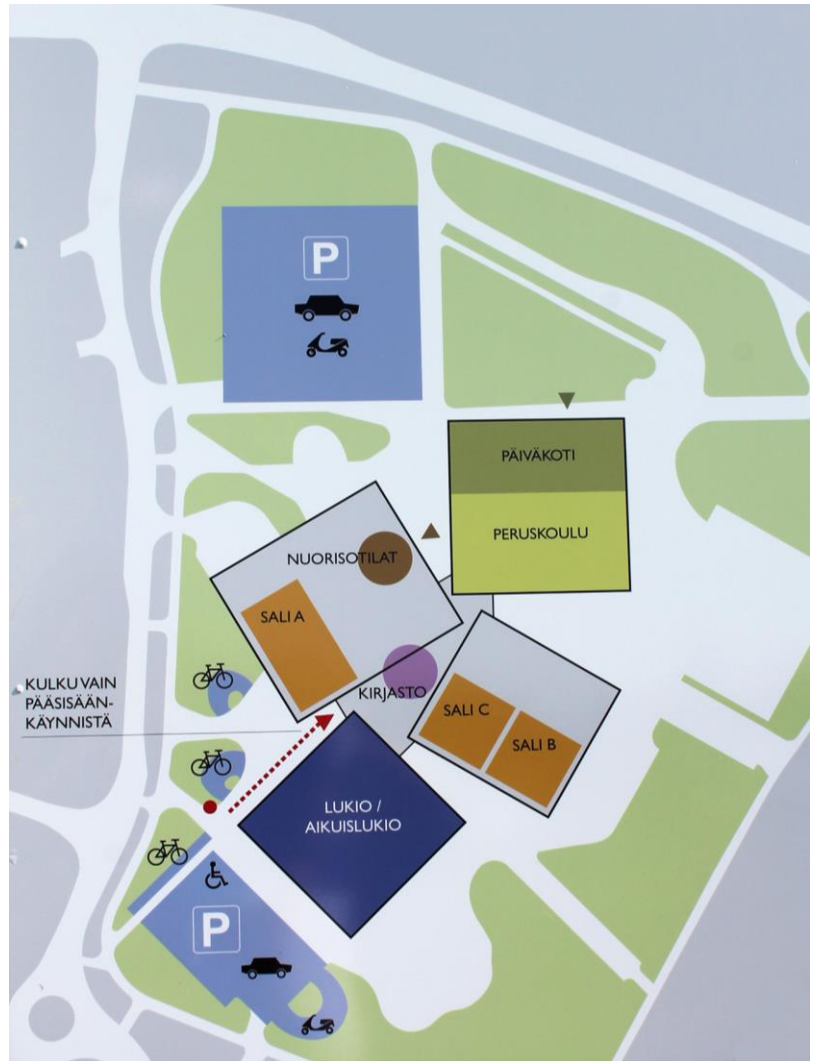 P
PÄIVÄKOTI
PERUSKOULU
NUORISOTILAT
SALI A
KIRJASTO
SALI C
SALI B
KULKU VAIN
PÄÄSISÄÄN-
KÄYNNISTÄ
LUKIO /
AIKUISLUKIO
P